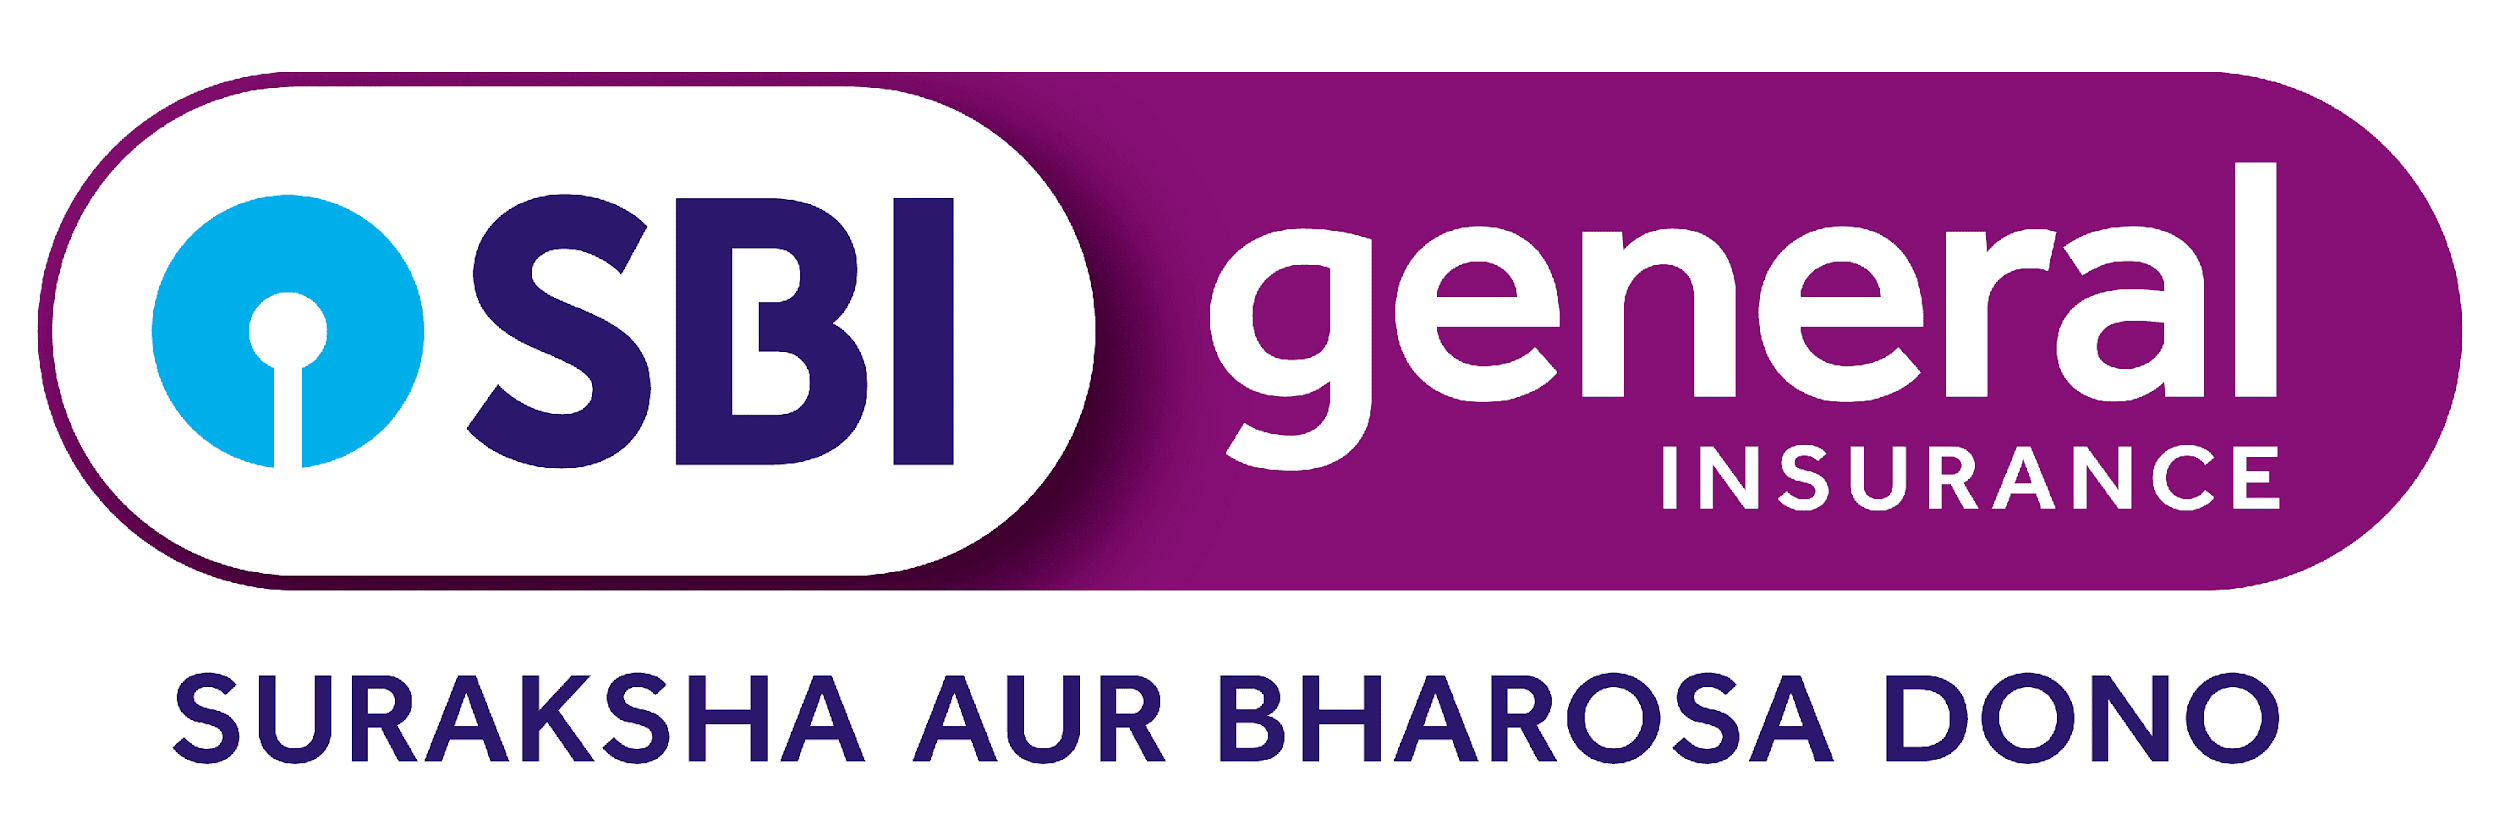 SBI general
INSURANCE
SURAKSHA AUR BHAROSA DONO